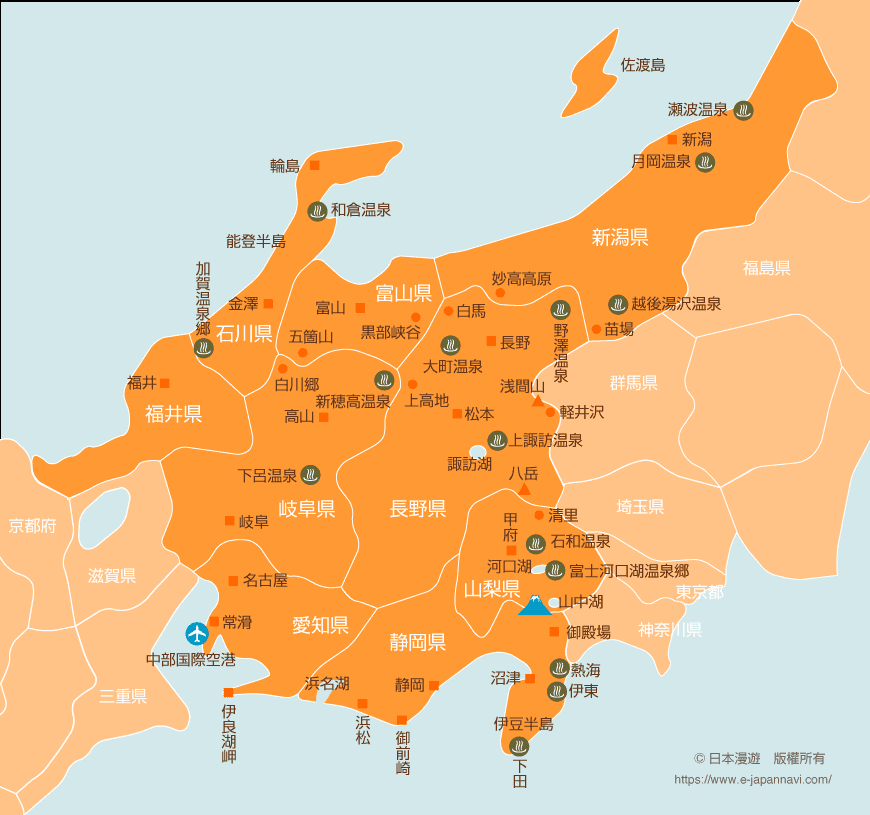 佐渡島
瀬波温泉
新潟
月岡温泉
輪島
和倉温泉
能登半島
新潟県
福島県
加賀温泉郷
妙高高原
富山県
金澤
富山
白馬
越後湯沢温泉
石川県
黒部峡谷
苗場
五箇山
長野
野澤温泉
大町温泉
白川郷
福井
新穂高温泉
上高地
浅間山
群馬県
福井県
高山
松本
軽井沢
上諏訪温泉
諏訪湖
下呂温泉
八岳
岐阜県
長野県
埼玉県
京都府
岐阜
甲府
清里
石和温泉
河口湖
富士河口湖温泉郷
滋賀県
名古屋
山梨県
東京都
山中湖
常滑
愛知県
御殿場
神奈川県
静岡県
中部国際空港
熱海
沼津
浜名湖
静岡
伊東
三重県
伊良湖岬
浜松
御前崎
伊豆半島
下田
© 日本漫遊　版權所有
https://www.e-japannavi.com/